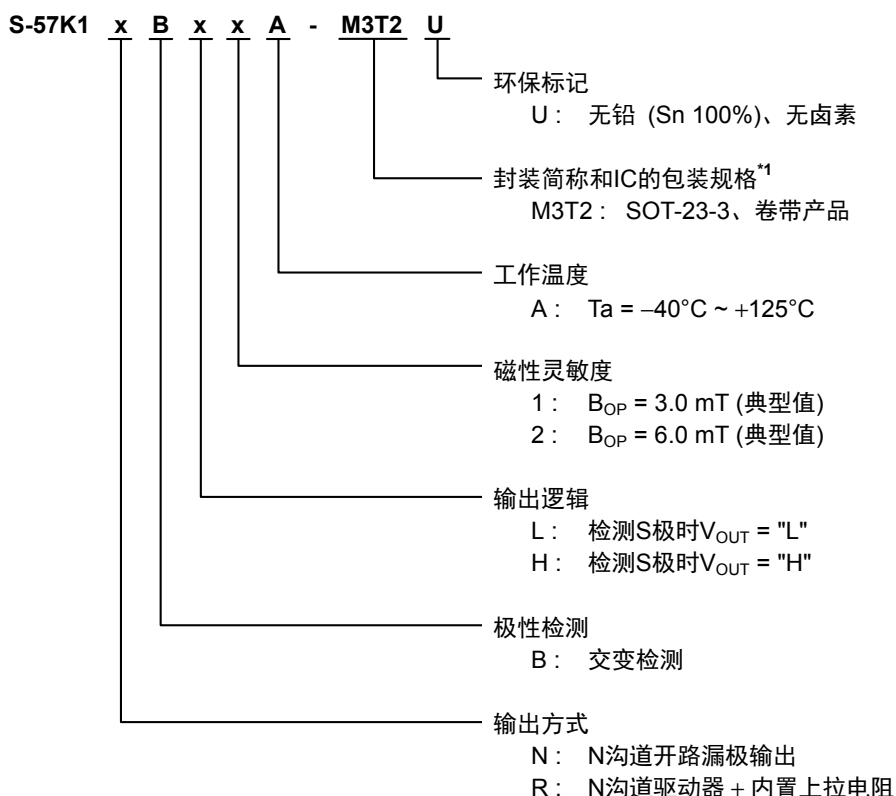 S-57K1 x B x x A - M3T2 U
环保标记
U : 无铅 (Sn 100%)、无卤素
封装简称和IC的包装规格*1
M3T2 : SOT-23-3、卷带产品
工作温度
A : Ta = −40°C ~ +125°C
磁性灵敏度
1 : BOP = 3.0 mT (典型值)
2 : BOP = 6.0 mT (典型值)
输出逻辑
L : 检测S极时VOUT = "L"
H : 检测S极时VOUT = "H"
极性检测
B : 交变检测
输出方式
N : N沟道开路漏极输出
R : N沟道驱动器 + 内置上拉电阻